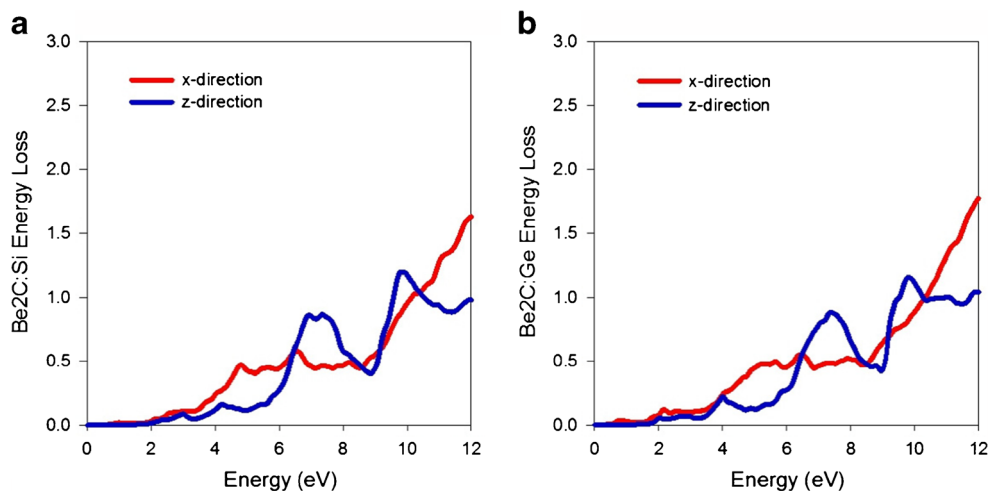 a
3.0
2.5
2.0
1.5
1.0
0.5
0.0
Be2C:Si Energy Loss
x-direction
z-direction
0 2 4 6 8 10 12
Energy (eV)
b
3.0
2.5
2.0
1.5
1.0
0.5
0.0
Be2C:Ge Energy Loss
x-direction
z-direction
0 2 4 6 8 10 12
Energy (eV)